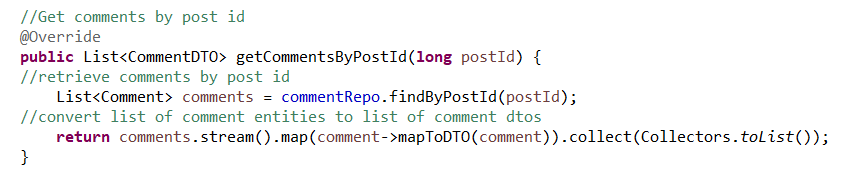 //Get comments by post id
@Override
public List<CommentDTO> getCommentsByPostId(long postId) {
//retrieve comments by post id
    List<Comment> comments = commentRepo.findByPostId(postId);
//convert list of comment entities to list of comment dtos
    return comments.stream().map(comment->mapToDTO(comment)).collect(Collectors.toList());
}